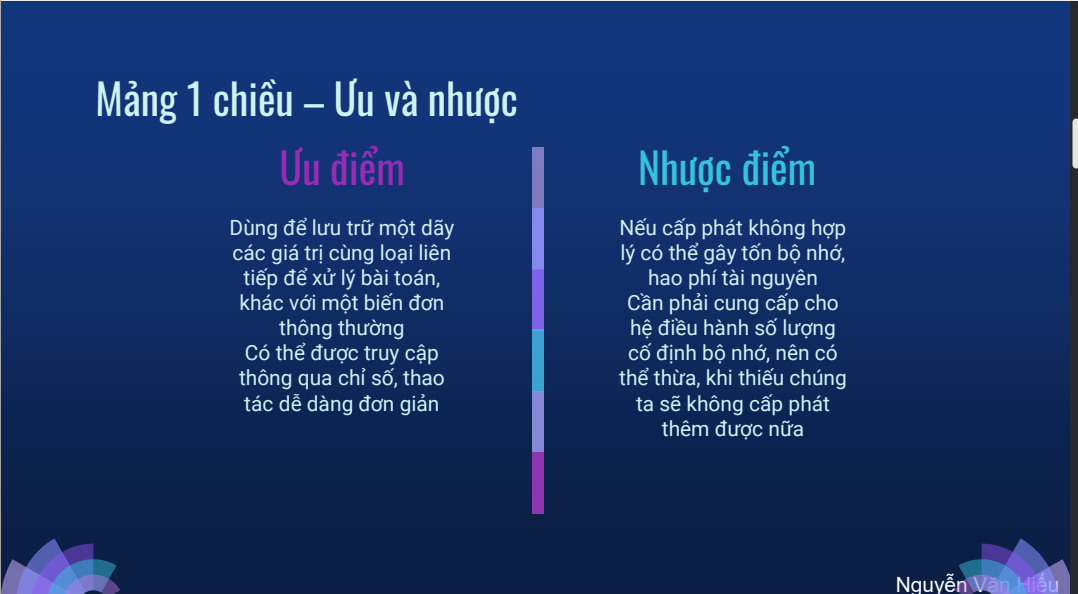 Mảng 1 chiều – Ưu và nhược
Ưu điểm
Dùng để lưu trữ một dãy
các giá trị cùng loại liên
tiếp để xử lý bài toán,
khác với một biến đơn
thông thường
Có thể được truy cập
thông qua chỉ số, thao
tác dễ dàng đơn giản
Nhược điểm
Nếu cấp phát không hợp
lý có thể gây tốn bộ nhớ,
hao phí tài nguyên
Cần phải cung cấp cho
hệ điều hành số lượng
cố định bộ nhớ, nên có
thể thừa, khi thiếu chúng
ta sẽ không cấp phát
thêm được nữa
Nguyễn Văn Hiếu